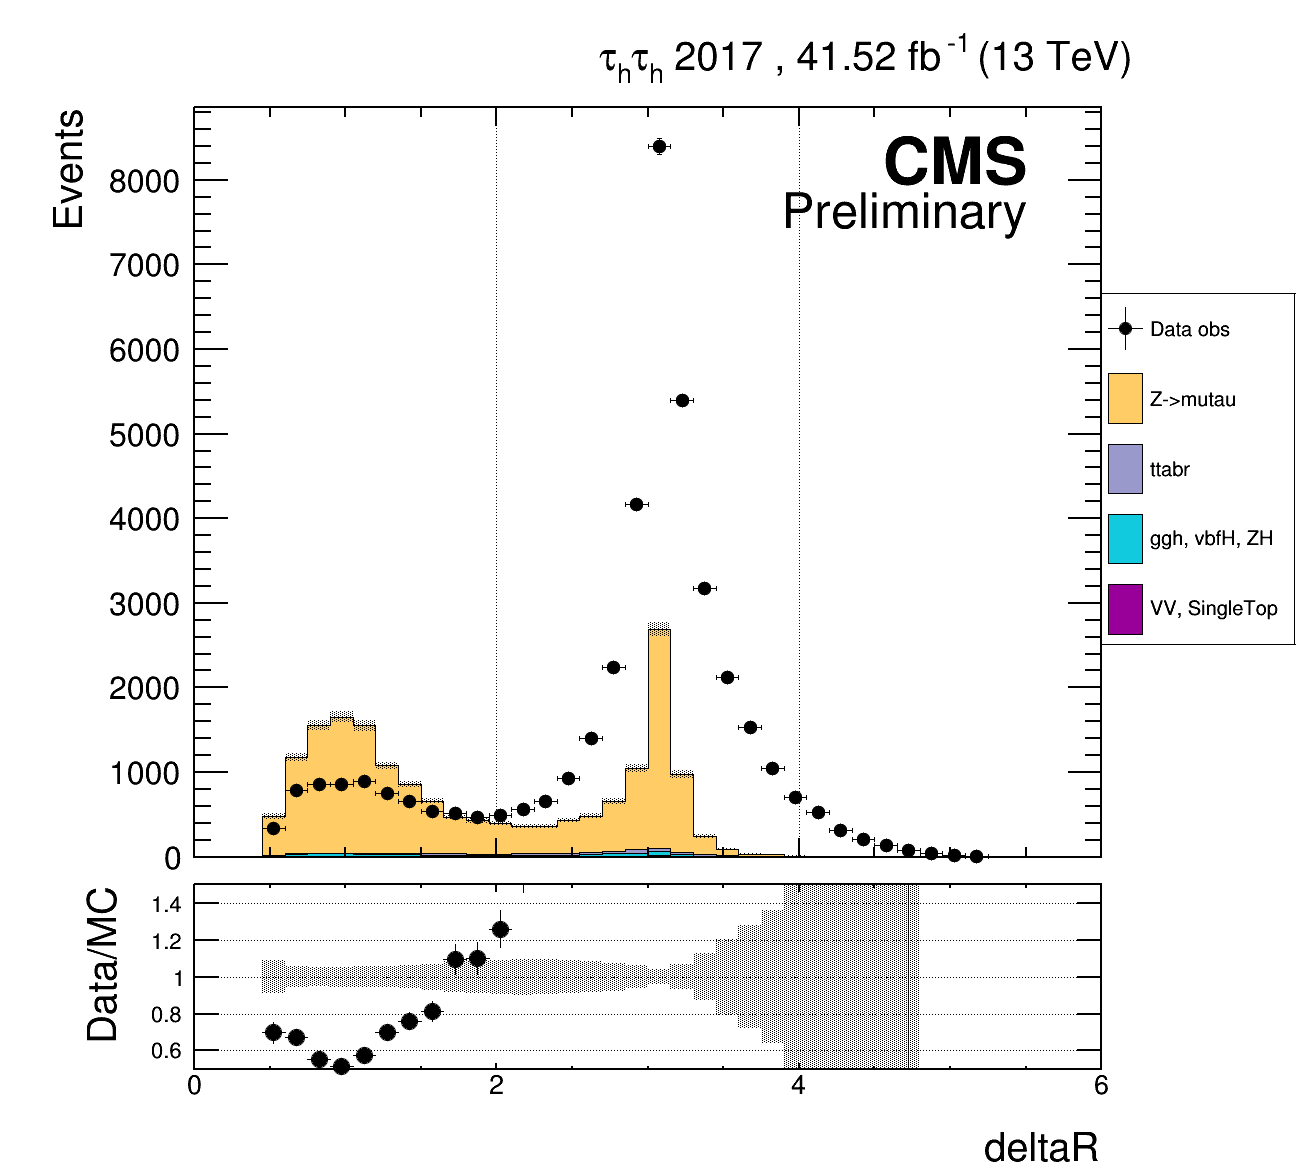 τhτh 2017 , 41.52 fb-1 (13 TeV)
Events
CMS
Preliminary
8000
7000
6000
5000
4000
3000
2000
1000
0
Data obs
Z->mutau
ttabr
ggh, vbfH, ZH
VV, SingleTop
Data/MC
1.4
1.2
1
0.8
0.6
0 2 4 6
deltaR